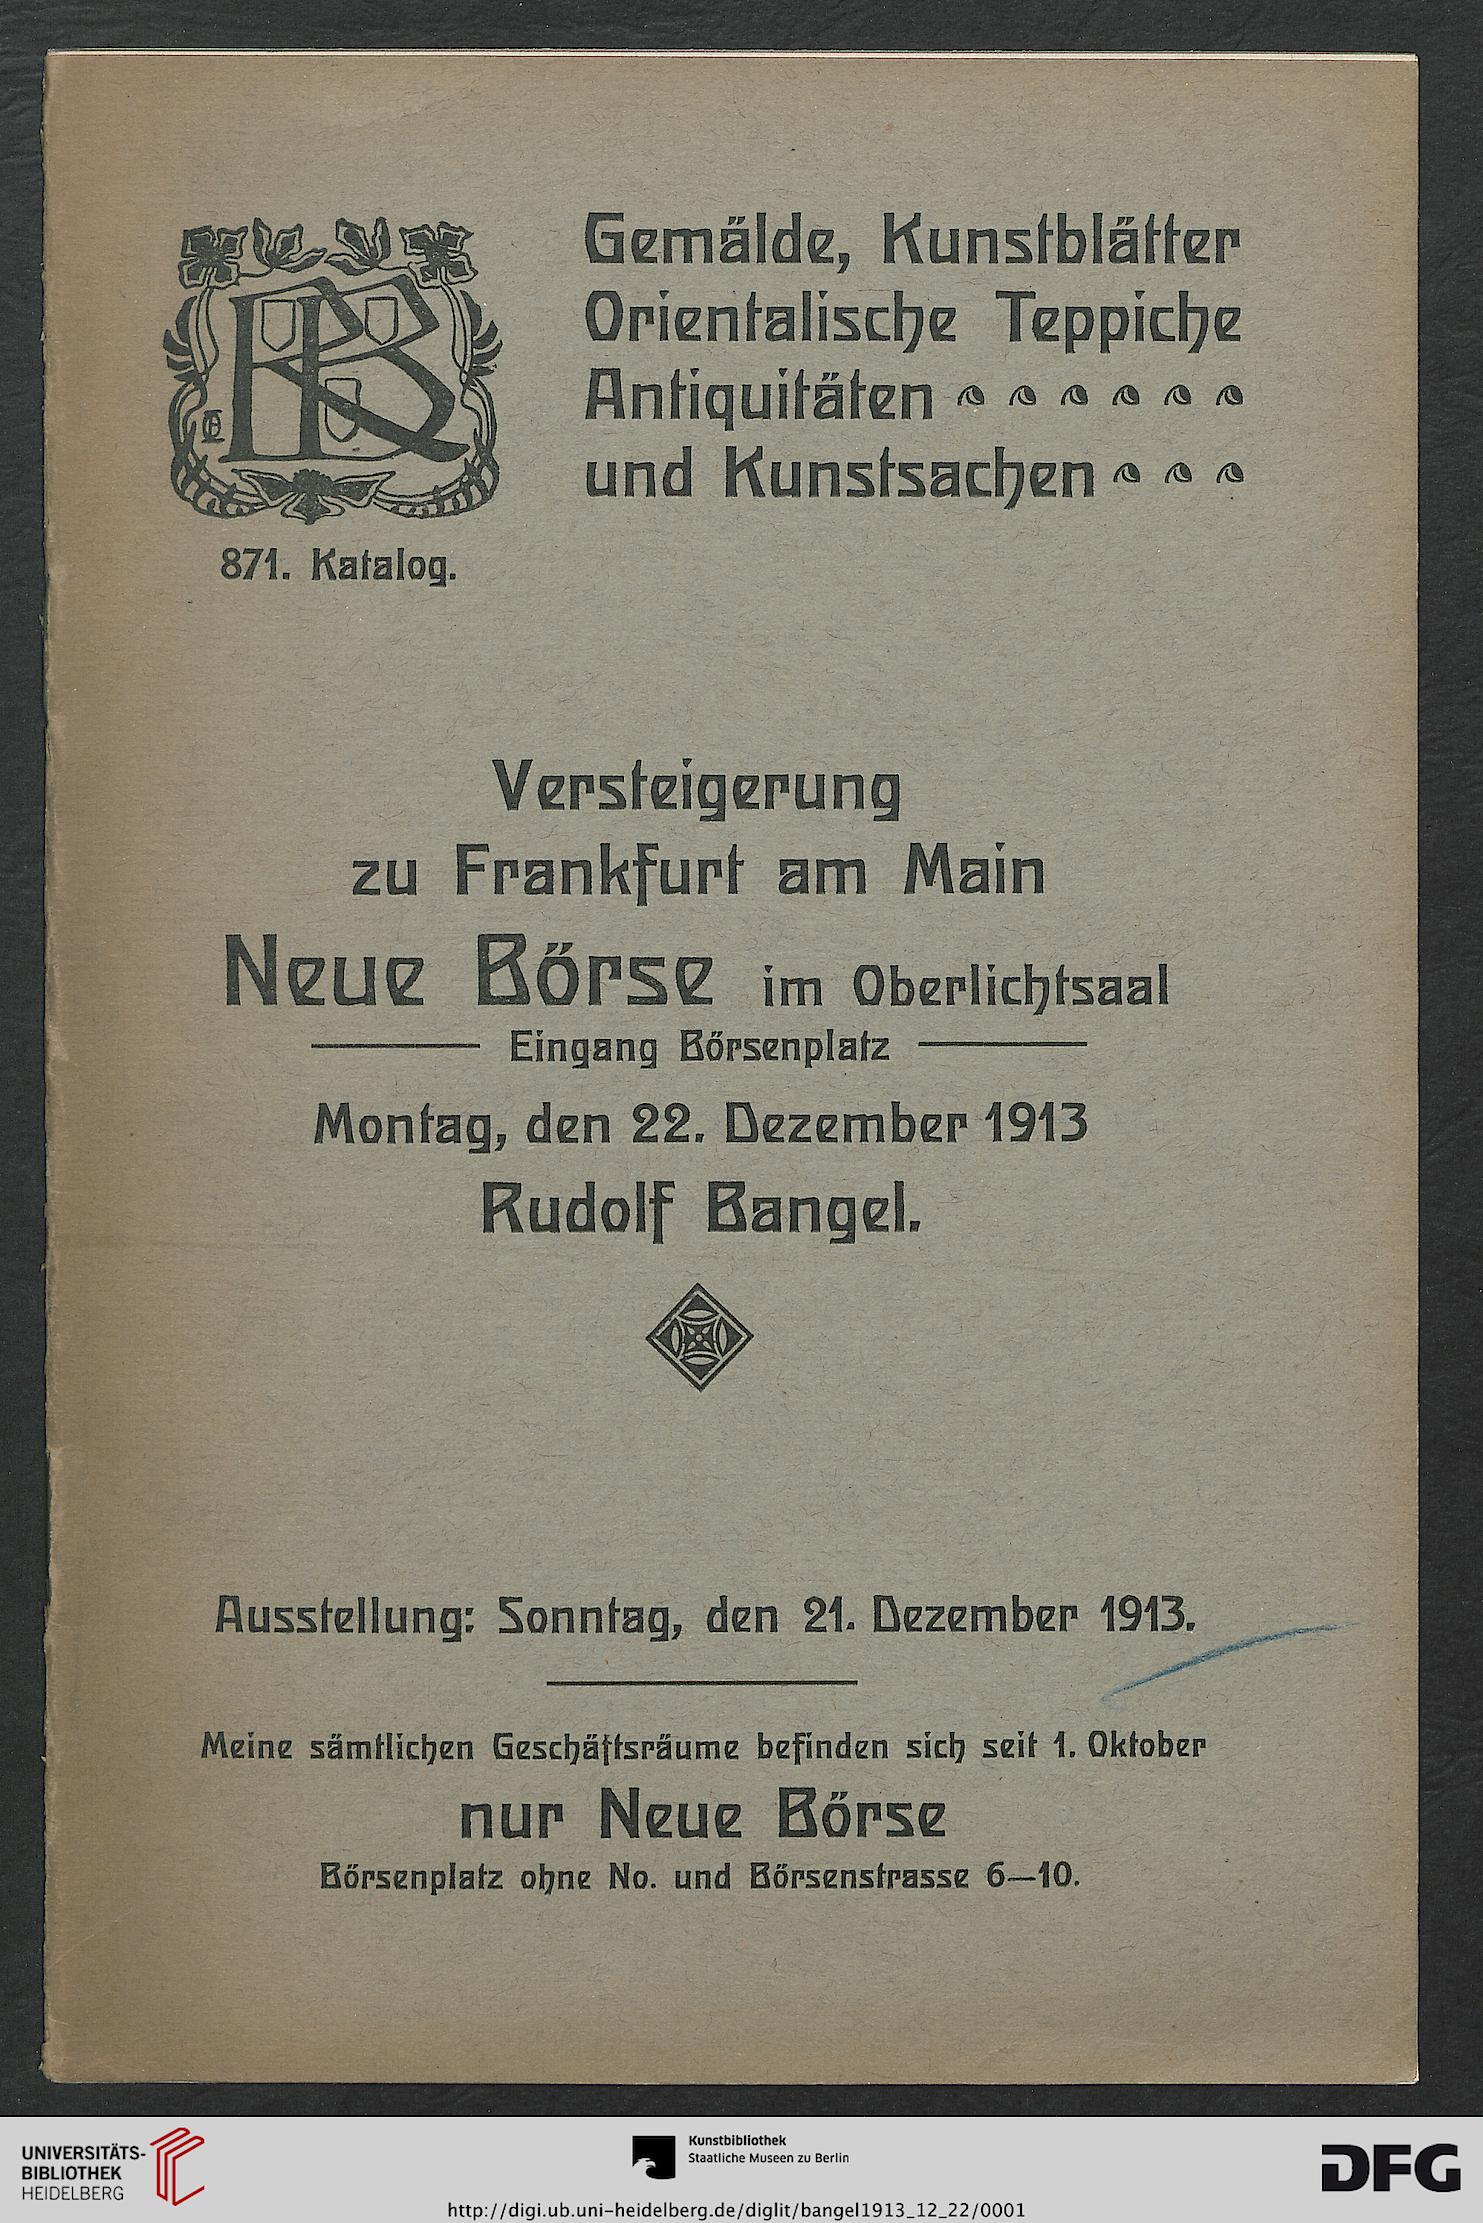 Gemälde, Kunstblätter
Orientalische Teppiche
Antiquitäten
und Kunstsachen
RB
871. Katalog.
Versteigerung
zu Frankfurt am Main
Neue Börse im Oberlichtsaal
Eingang Börsenplatz
Montag, den 22. Dezember 1913
Rudolf Bangel.
Ausstellung: Sonntag, den 21. Dezember 1913.
Meine sämtlichen Geschäftsräume befinden sich seit 1. Oktober
nur Neue Börse
Börsenplatz ohne No. und Börsenstrasse 6—10.
UNIVERSITÄTS-
BIBLIOTHEK
HEIDELBERG
Kunstbibliothek
Staatliche Museen zu Berlin
http://digi.ub.uni-heidelberg.de/diglit/bangel1913_12_22/0001
DFG